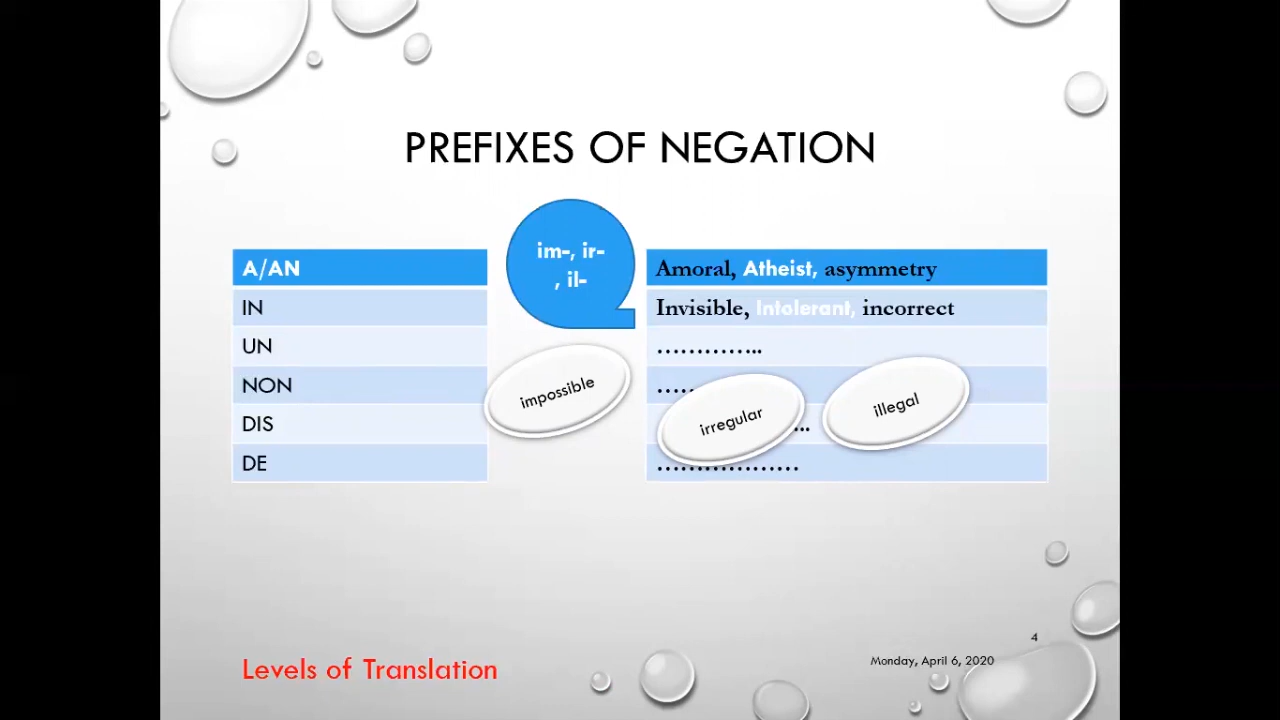 PREFIXES OF NEGATION
im-, ir-
, il-
A/AN
Amoral, Atheist, asymmetry
IN
Invisible, Intolerant, incorrect
UN
…………..
NON
DIS
DE
………………
impossible
irregular
illegal
4
Levels of Translation
Monday, April 6, 2020